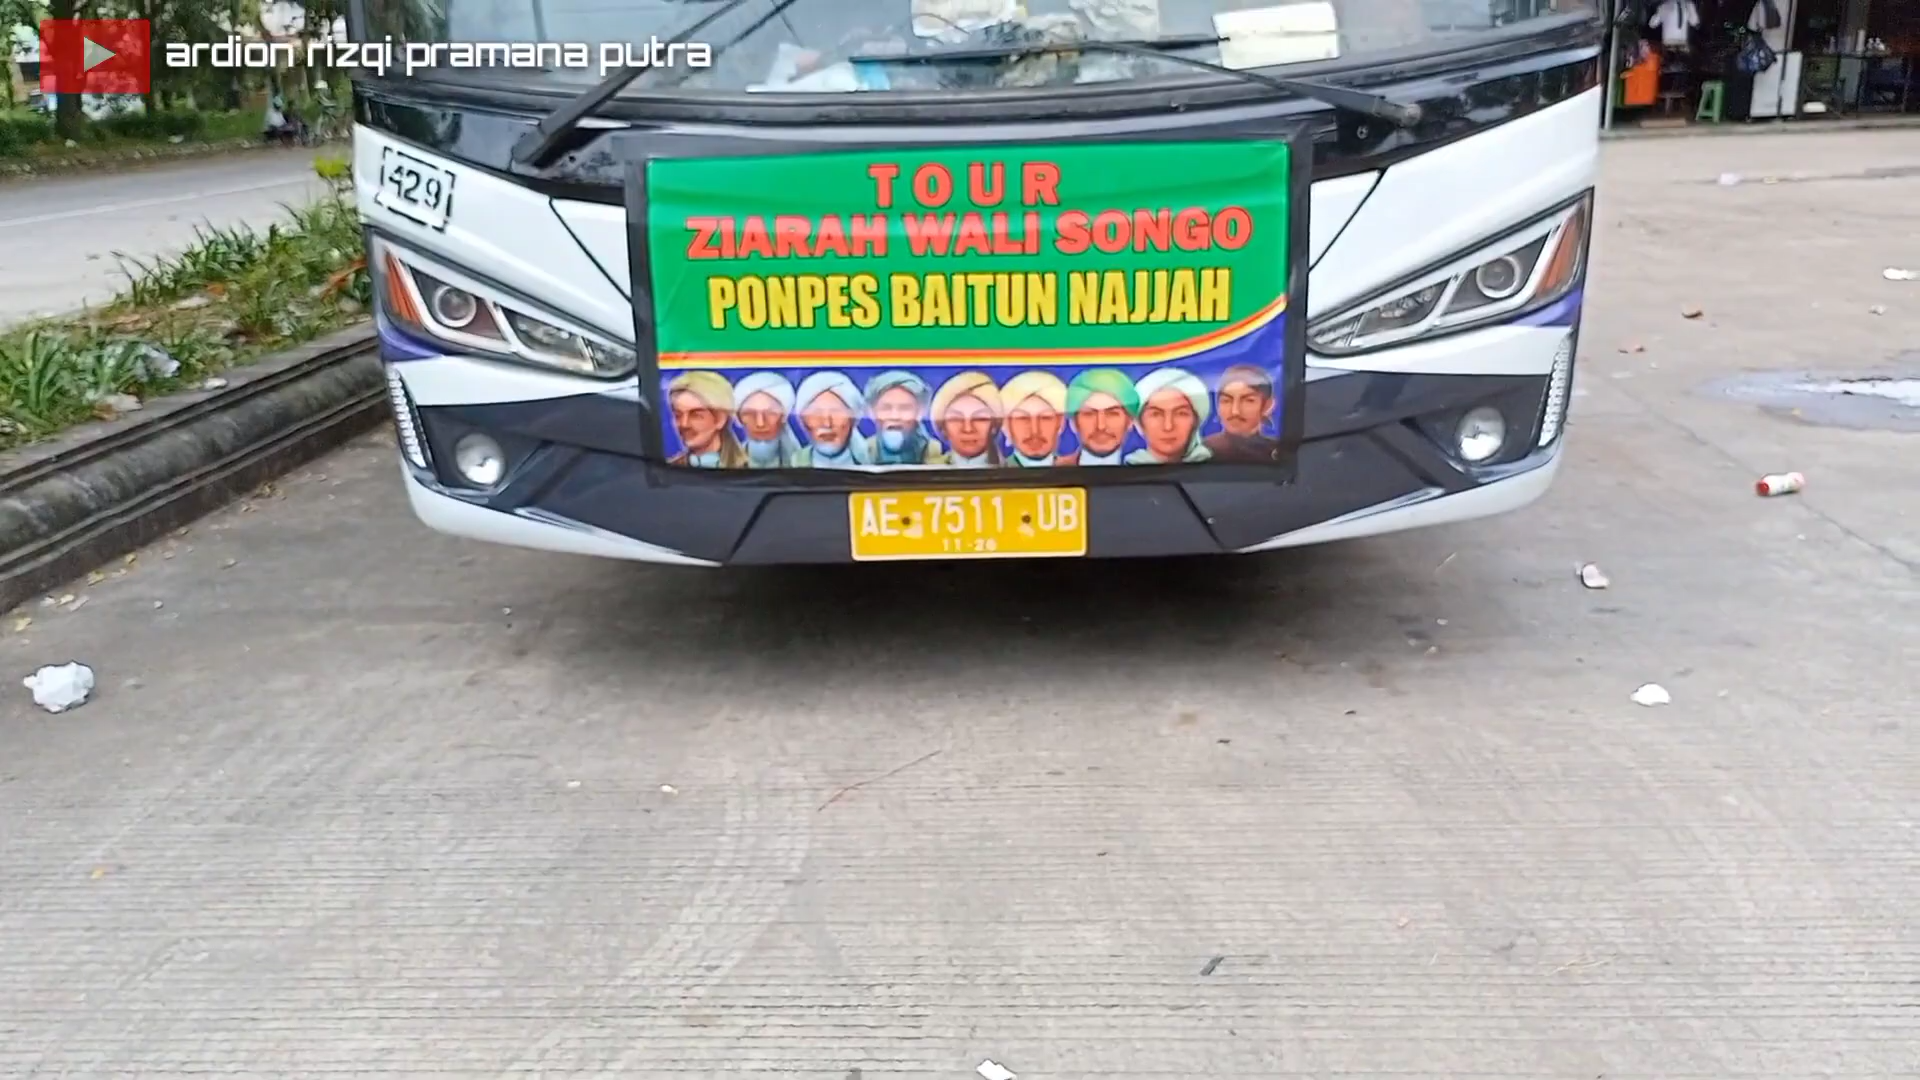 ardion rizqi pramana putra
429
TOUR
ZIARAH WALI SONGO
PONPES BAITUN NAJJAH
AE 7511 UB
11-26